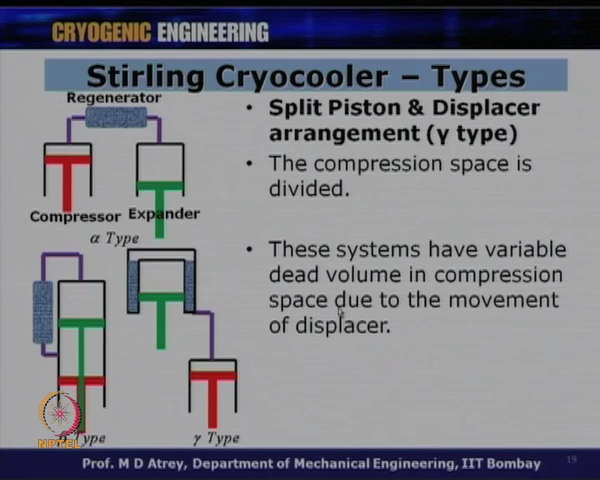 CRYOGENIC ENGINEERING
Stirling Cryocooler – Types
Regenerator
Compressor Expander
α Type
β Type
γ Type
• Split Piston & Displacer
arrangement (γ type)
• The compression space is
divided.
• These systems have variable
dead volume in compression
space due to the movement
of displacer.
NPTEL
Prof. M D Atrey, Department of Mechanical Engineering, IIT Bombay
19